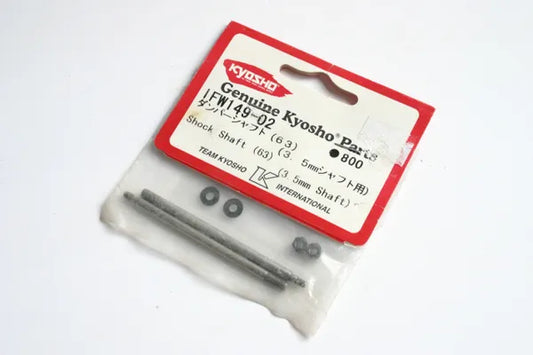 KYOSHO
Genuine Kyosho® Parts
IFW149-02 ●800
ダンパーシャフト(63)(3.5mmシャフト用)
Shock Shaft (63)(3.5mm Shaft)
TEAM KYOSHO K INTERNATIONAL